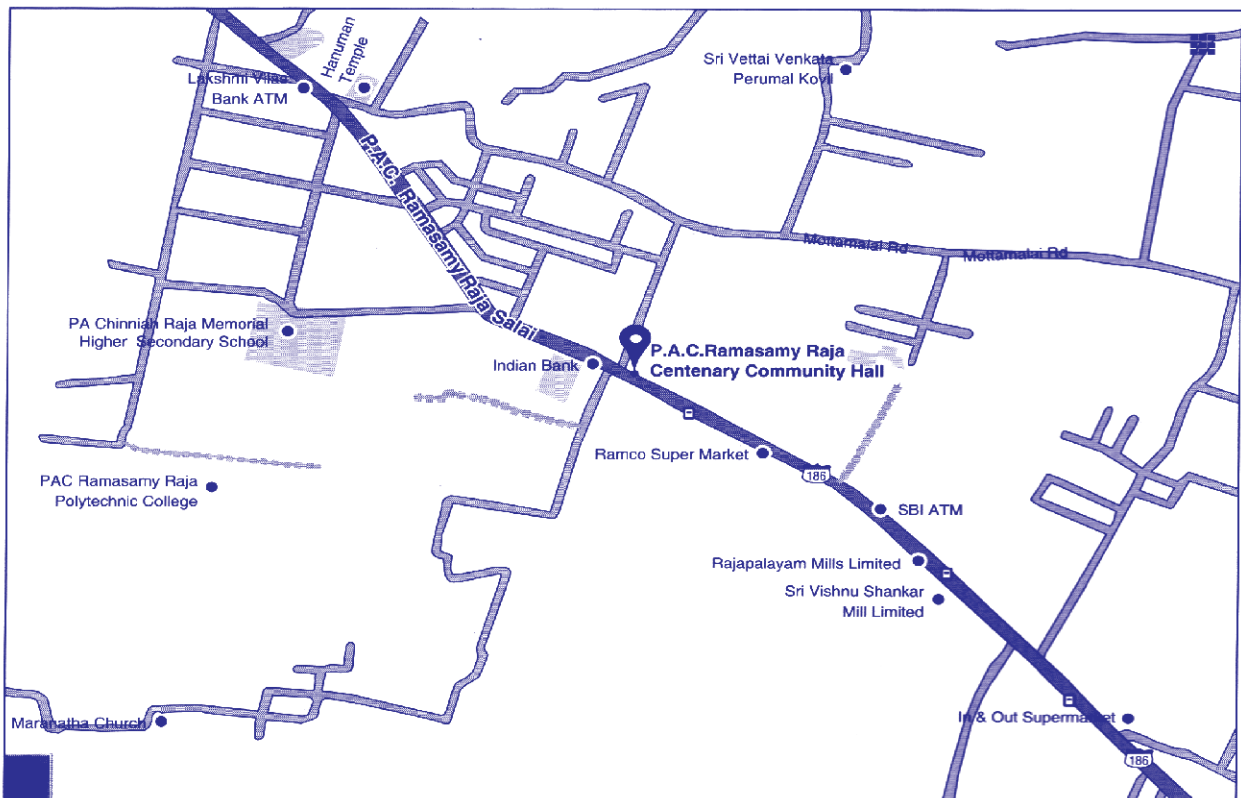 Hanuman
Temple
Lakshmi Vilas
Bank ATM
Sri Vettai Venkata
Perumal Kovil
P.A.C. Ramasamy Raja Salai
Mottamalai Rd
Mottamalai Rd
PA Chinniah Raja Memorial
Higher Secondary School
Indian Bank
P.A.C.Ramasamy Raja
Centenary Community Hall
Ramco Super Market
186
PAC Ramasamy Raja
Polytechnic College
SBI ATM
Rajapalayam Mills Limited
Sri Vishnu Shankar
Mill Limited
Maranatha Church
In & Out Supermarket
186